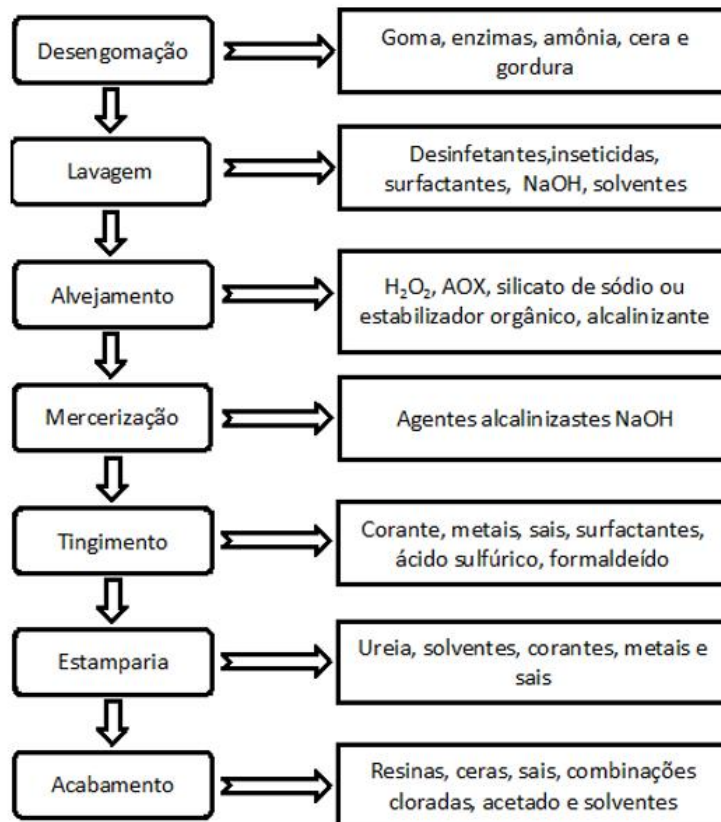 Desengomação
Goma, enzimas, amônia, cera e
gordura
Lavagem
Desinfetantes,inseticidas,
surfactantes, NaOH, solventes
Alvejamento
H₂O₂, AOX, silicato de sódio ou
estabilizador orgânico, alcalinizante
Mercerização
Agentes alcalinizastes NaOH
Tingimento
Corante, metais, sais, surfactantes,
ácido sulfúrico, formaldeído
Estamparia
Ureia, solventes, corantes, metais e
sais
Acabamento
Resinas, ceras, sais, combinações
cloradas, acetado e solventes